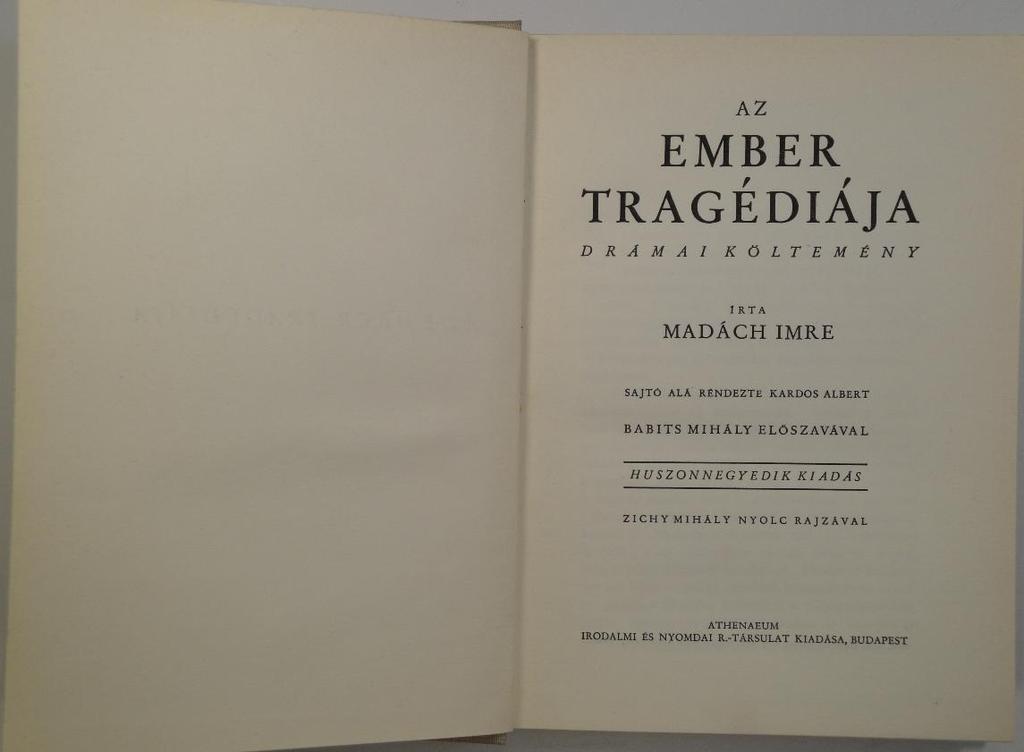 AZ
EMBER
TRAGÉDIÁJA
DRÁMAI KÖLTEMÉNY
ÍRTA
MADÁCH IMRE
SAJTÓ ALÁ RENDEZTE KARDOS ALBERT
BABITS MIHÁLY ELŐSZAVÁVAL
HUSZONNEGYEDIK KIADÁS
ZICHY MIHÁLY NYOLC RAJZÁVAL
ATHENAEUM
IRODALMI ÉS NYOMDAI R.-TÁRSULAT KIADÁSA, BUDAPEST